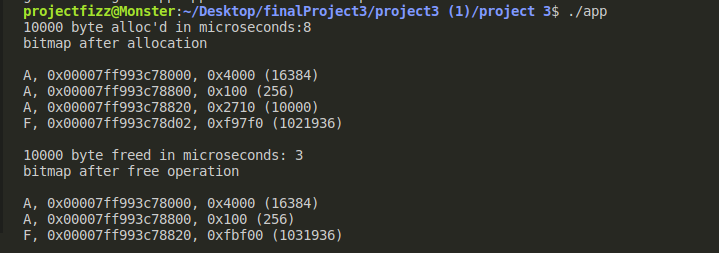 projectfizz@Monster:~/Desktop/finalProject3/project3 (1)/project 3$ ./app
10000 byte alloc'd in microseconds:8
bitmap after allocation
A, 0x00007ff993c78000, 0x4000 (16384)
A, 0x00007ff993c78800, 0x100 (256)
A, 0x00007ff993c78820, 0x2710 (10000)
F, 0x00007ff993c78d02, 0xf97f0 (1021936)
10000 byte freed in microseconds: 3
bitmap after free operation
A, 0x00007ff993c78000, 0x4000 (16384)
A, 0x00007ff993c78800, 0x100 (256)
F, 0x00007ff993c78820, 0xfbf00 (1031936)